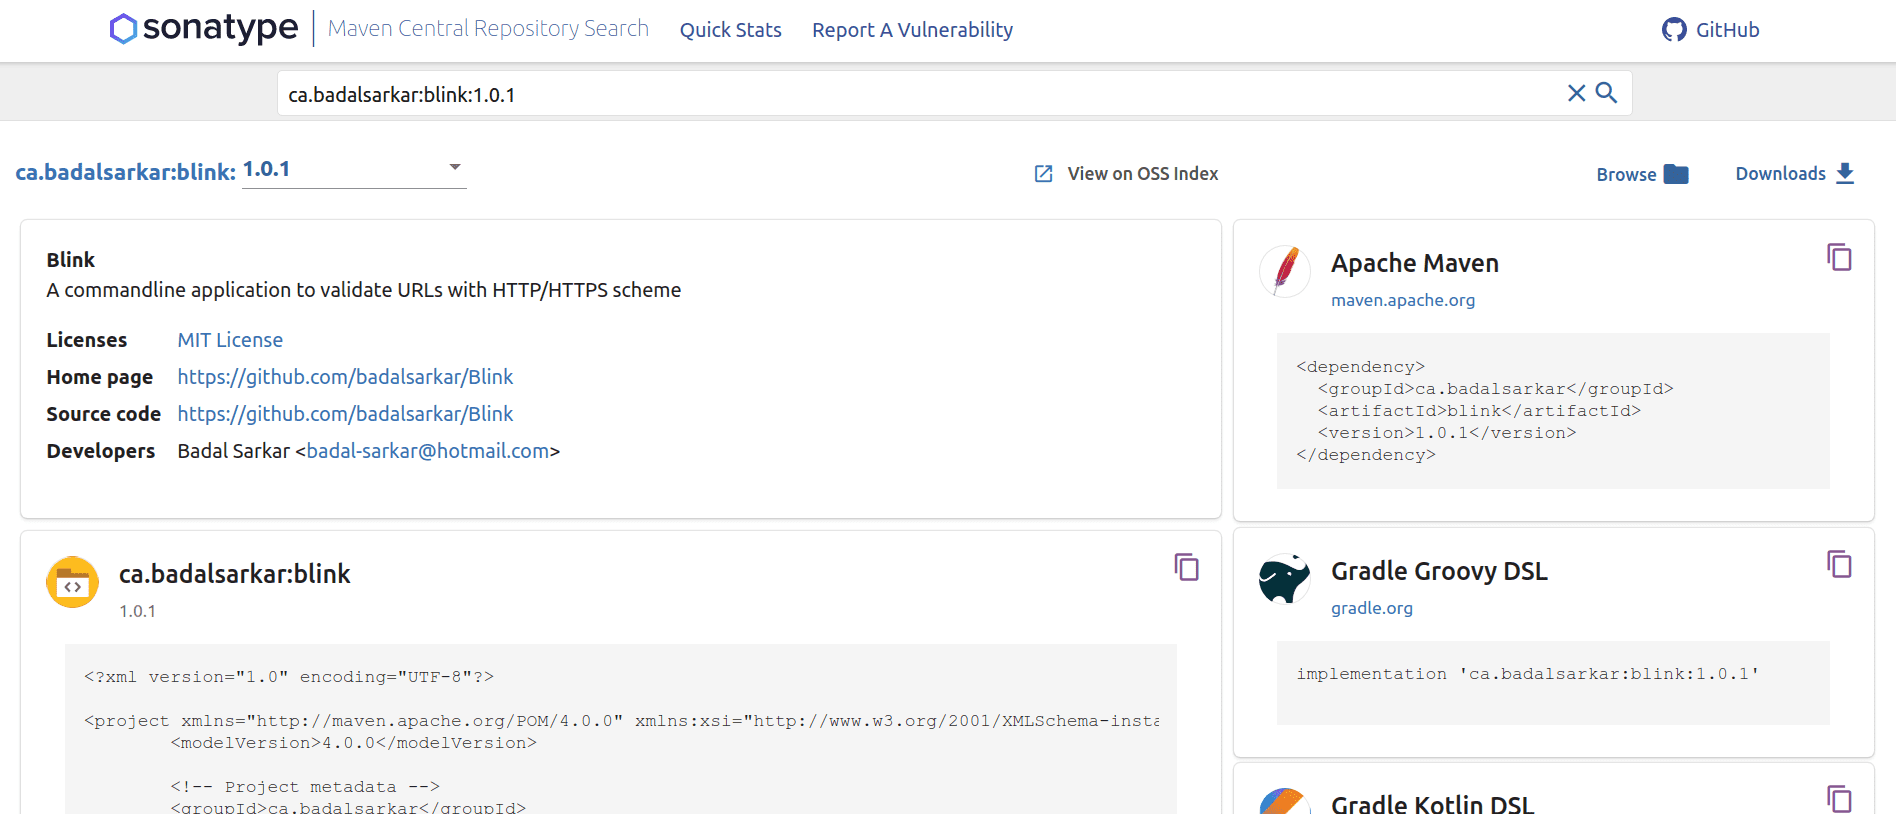 sonatype Maven Central Repository Search Quick Stats Report A Vulnerability GitHub
ca.badalsarkar:blink:1.0.1
ca.badalsarkar:blink: 1.0.1 View on OSS Index Browse Downloads
Blink
A commandline application to validate URLs with HTTP/HTTPS scheme
Licenses MIT License
Home page https://github.com/badalsarkar/Blink
Source code https://github.com/badalsarkar/Blink
Developers Badal Sarkar <badal-sarkar@hotmail.com>
ca.badalsarkar:blink
1.0.1
<?xml version="1.0" encoding="UTF-8"?>
<project xmlns="http://maven.apache.org/POM/4.0.0" xmlns:xsi="http://www.w3.org/2001/XMLSchema-insta
<modelVersion>4.0.0</modelVersion>
<!-- Project metadata -->
<groupId>ca.badalsarkar</groupId>
Apache Maven
maven.apache.org
<dependency>
<groupId>ca.badalsarkar</groupId>
<artifactId>blink</artifactId>
<version>1.0.1</version>
</dependency>
Gradle Groovy DSL
gradle.org
implementation 'ca.badalsarkar:blink:1.0.1'
Gradle Kotlin DSL